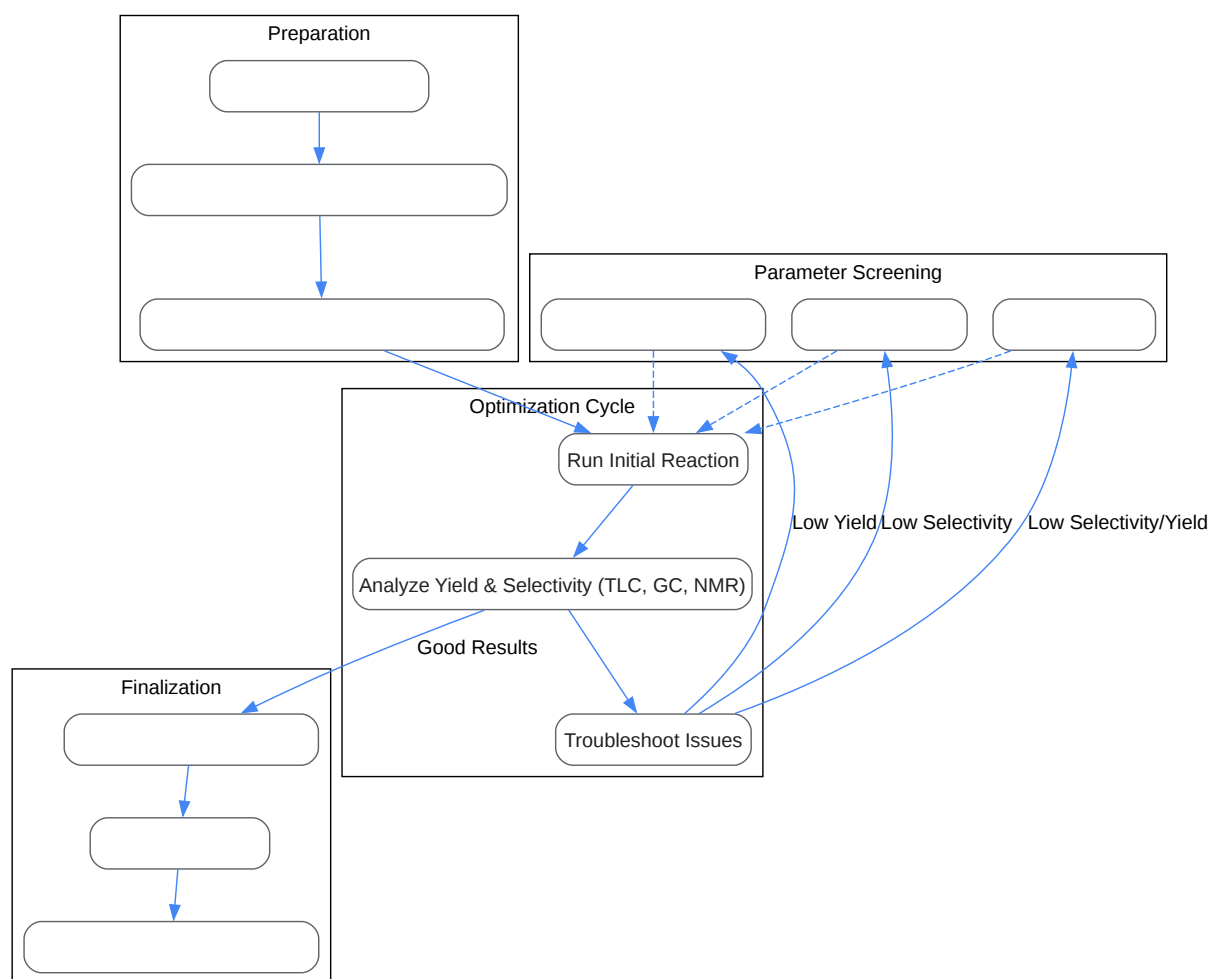 Preparation
Parameter Screening
Optimization Cycle
Run Initial Reaction
Low Yield
Low Selectivity
Low Selectivity/Yield
Analyze Yield & Selectivity (TLC, GC, NMR)
Good Results
Finalization
Troubleshoot Issues